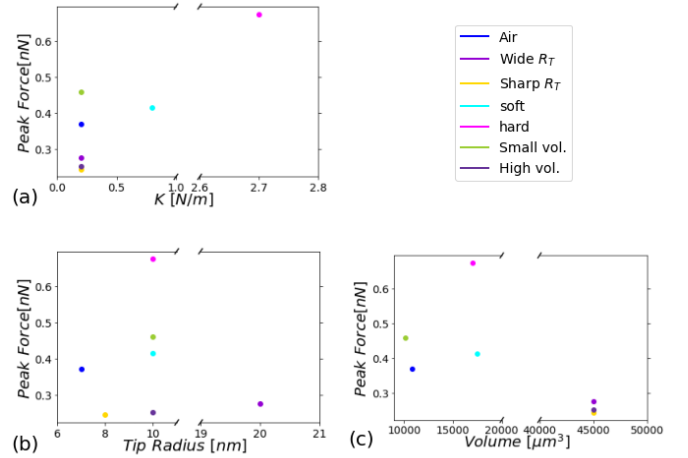 Peak Force[nN]
0.6
0.5
0.4
0.3
0.0 0.5 1.0 2.6 2.7 2.8
K [N/m]
(a)
Air
Wide R_T
Sharp R_T
soft
hard
Small vol.
High vol.
Peak Force[nN]
0.6
0.5
0.4
0.3
6 8 10 19 20 21
Tip Radius [nm]
(b)
Peak Force[nN]
0.6
0.5
0.4
0.3
10000 15000 20000 40000 45000 50000
Volume [μm³]
(c)